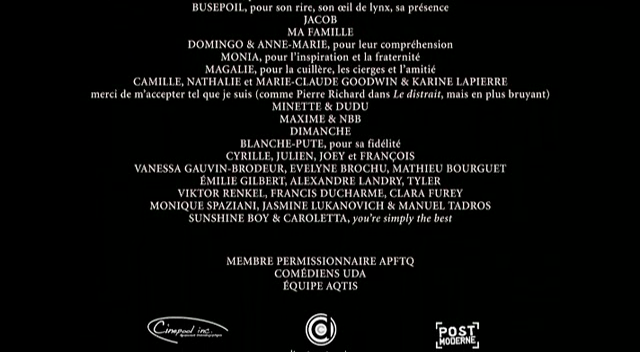 BUSEPOIL, pour son rire, son œil de lynx, sa présence
JACOB
MA FAMILLE
DOMINGO & ANNE-MARIE, pour leur compréhension
MONIA, pour l'inspiration et la fraternité
MAGALIE, pour la cuillère, les cierges et l'amitié
CAMILLE, NATHALIE et MARIE-CLAUDE GOODWIN & KARINE LAPIERRE
merci de m'accepter tel que je suis (comme Pierre Richard dans Le distrait, mais en plus bruyant)
MINETTE & DUDU
MAXIME & NBB
DIMANCHE
BLANCHE-PUTE, pour sa fidélité
CYRILLE, JULIEN, JOEY et FRANÇOIS
VANESSA GAUVIN-BRODEUR, EVELYNE BROCHU, MATHIEU BOURGUET
ÉMILIE GILBERT, ALEXANDRE LANDRY, TYLER
VIKTOR RENKEL, FRANCIS DUCHARME, CLARA FUREY
MONIQUE SPAZIANI, JASMINE LUKANOVICH & MANUEL TADROS
SUNSHINE BOY & CAROLETTA, you're simply the best
MEMBRE PERMISSIONNAIRE APFTQ
COMÉDIENS UDA
ÉQUIPE AQTIS
Cinepool inc.
POST
MODERNE